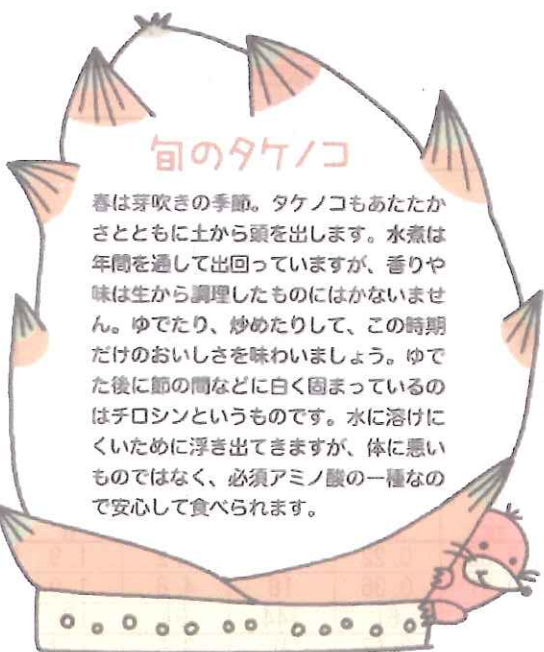 旬のタケノコ
春は芽吹きの季節。タケノコもあたたか
さとともに土から頭を出します。水煮は
年間を通して出回っていますが、香りや
味は生から調理したものにはかないませ
ん。ゆでたり、炒めたりして、この時期
だけのおいしさを味わいましょう。ゆで
た後に節の間などに白く固まっているの
はチロシンというものです。水に溶けに
くいために浮き出てきますが、体に悪い
ものではなく、必須アミノ酸の一種なの
で安心して食べられます。